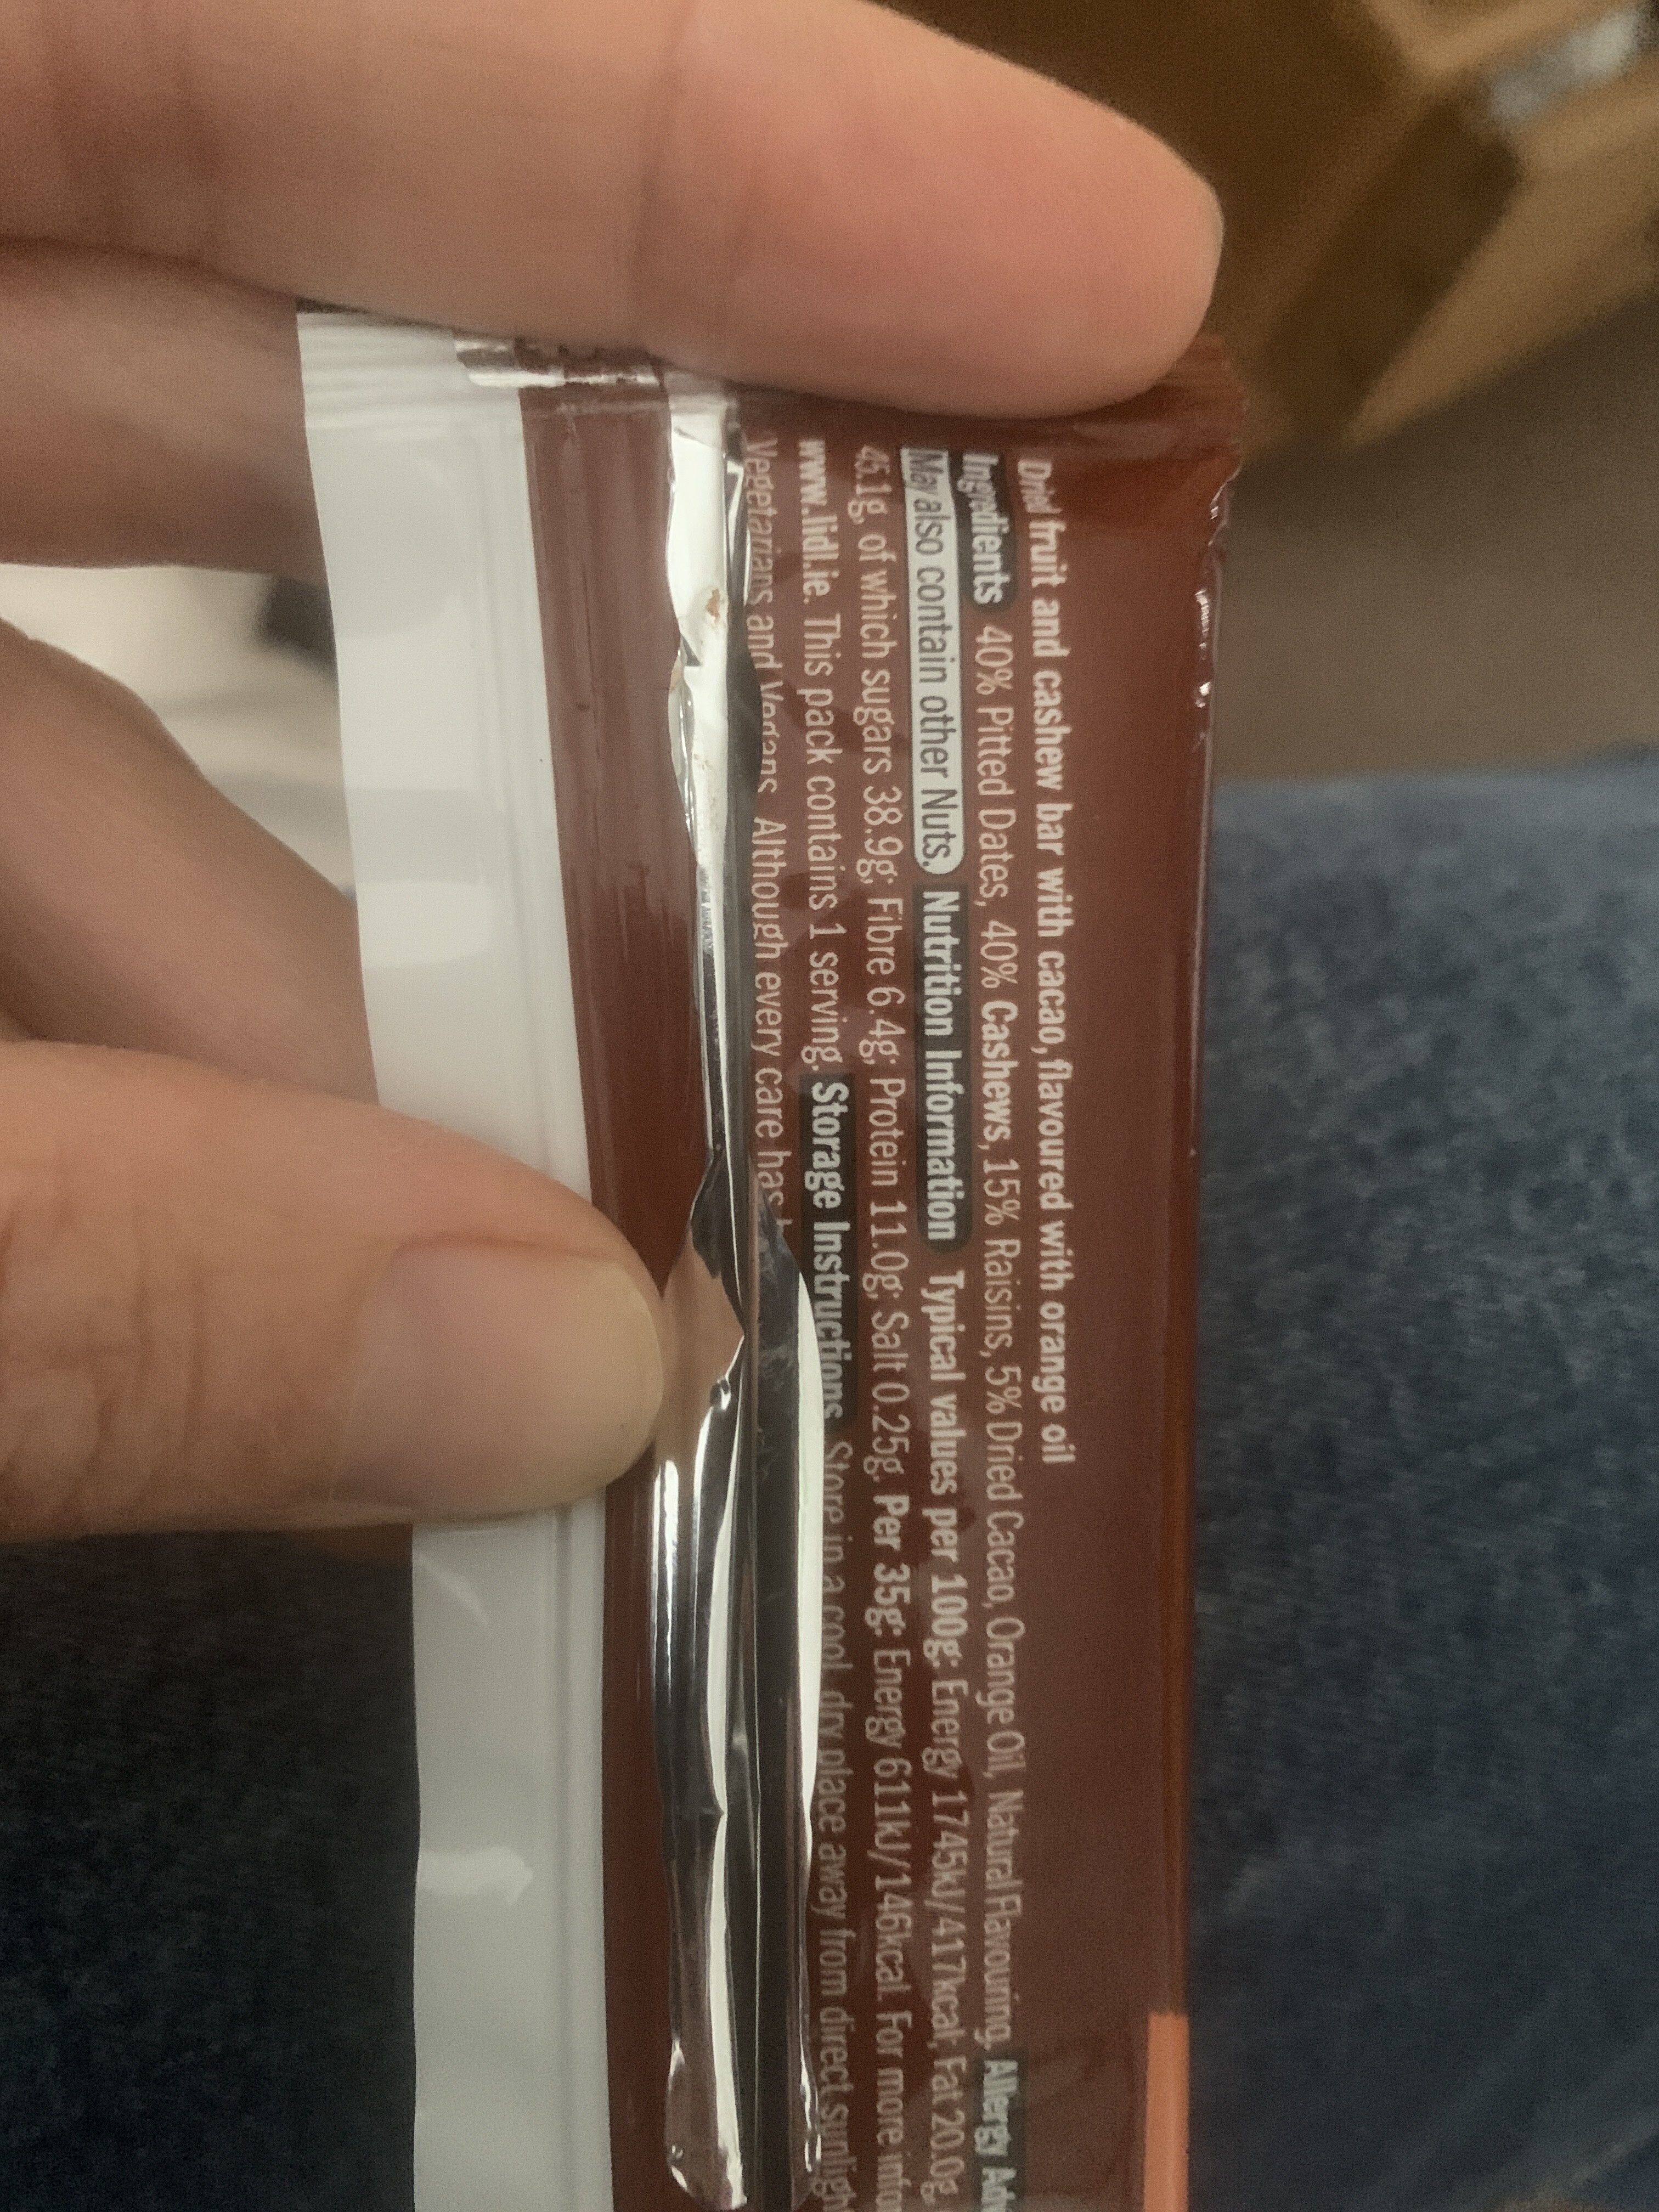 Dried fruit and cashew bar with cacao, flavoured with orange oil
Ingredients 40% Pitted Dates, 40% Cashews, 15% Raisins, 5% Dried Cacao, Orange Oil, Natural Flavouring. Allergy
May also contain other Nuts. Nutrition Information Typical values per 100g: Energy 1745kJ/417kcal; Fat 20.0g,
45.1g, of which sugars 38.9g; Fibre 6.4g; Protein 11.0g; Salt 0.25g. Per 35g: Energy 611kJ/146kcal. For more
www.lidl.ie. This pack contains 1 serving. Storage Instructions Store in a cool, dry place away from direct
Vegetarians and Vegans. Although every care has